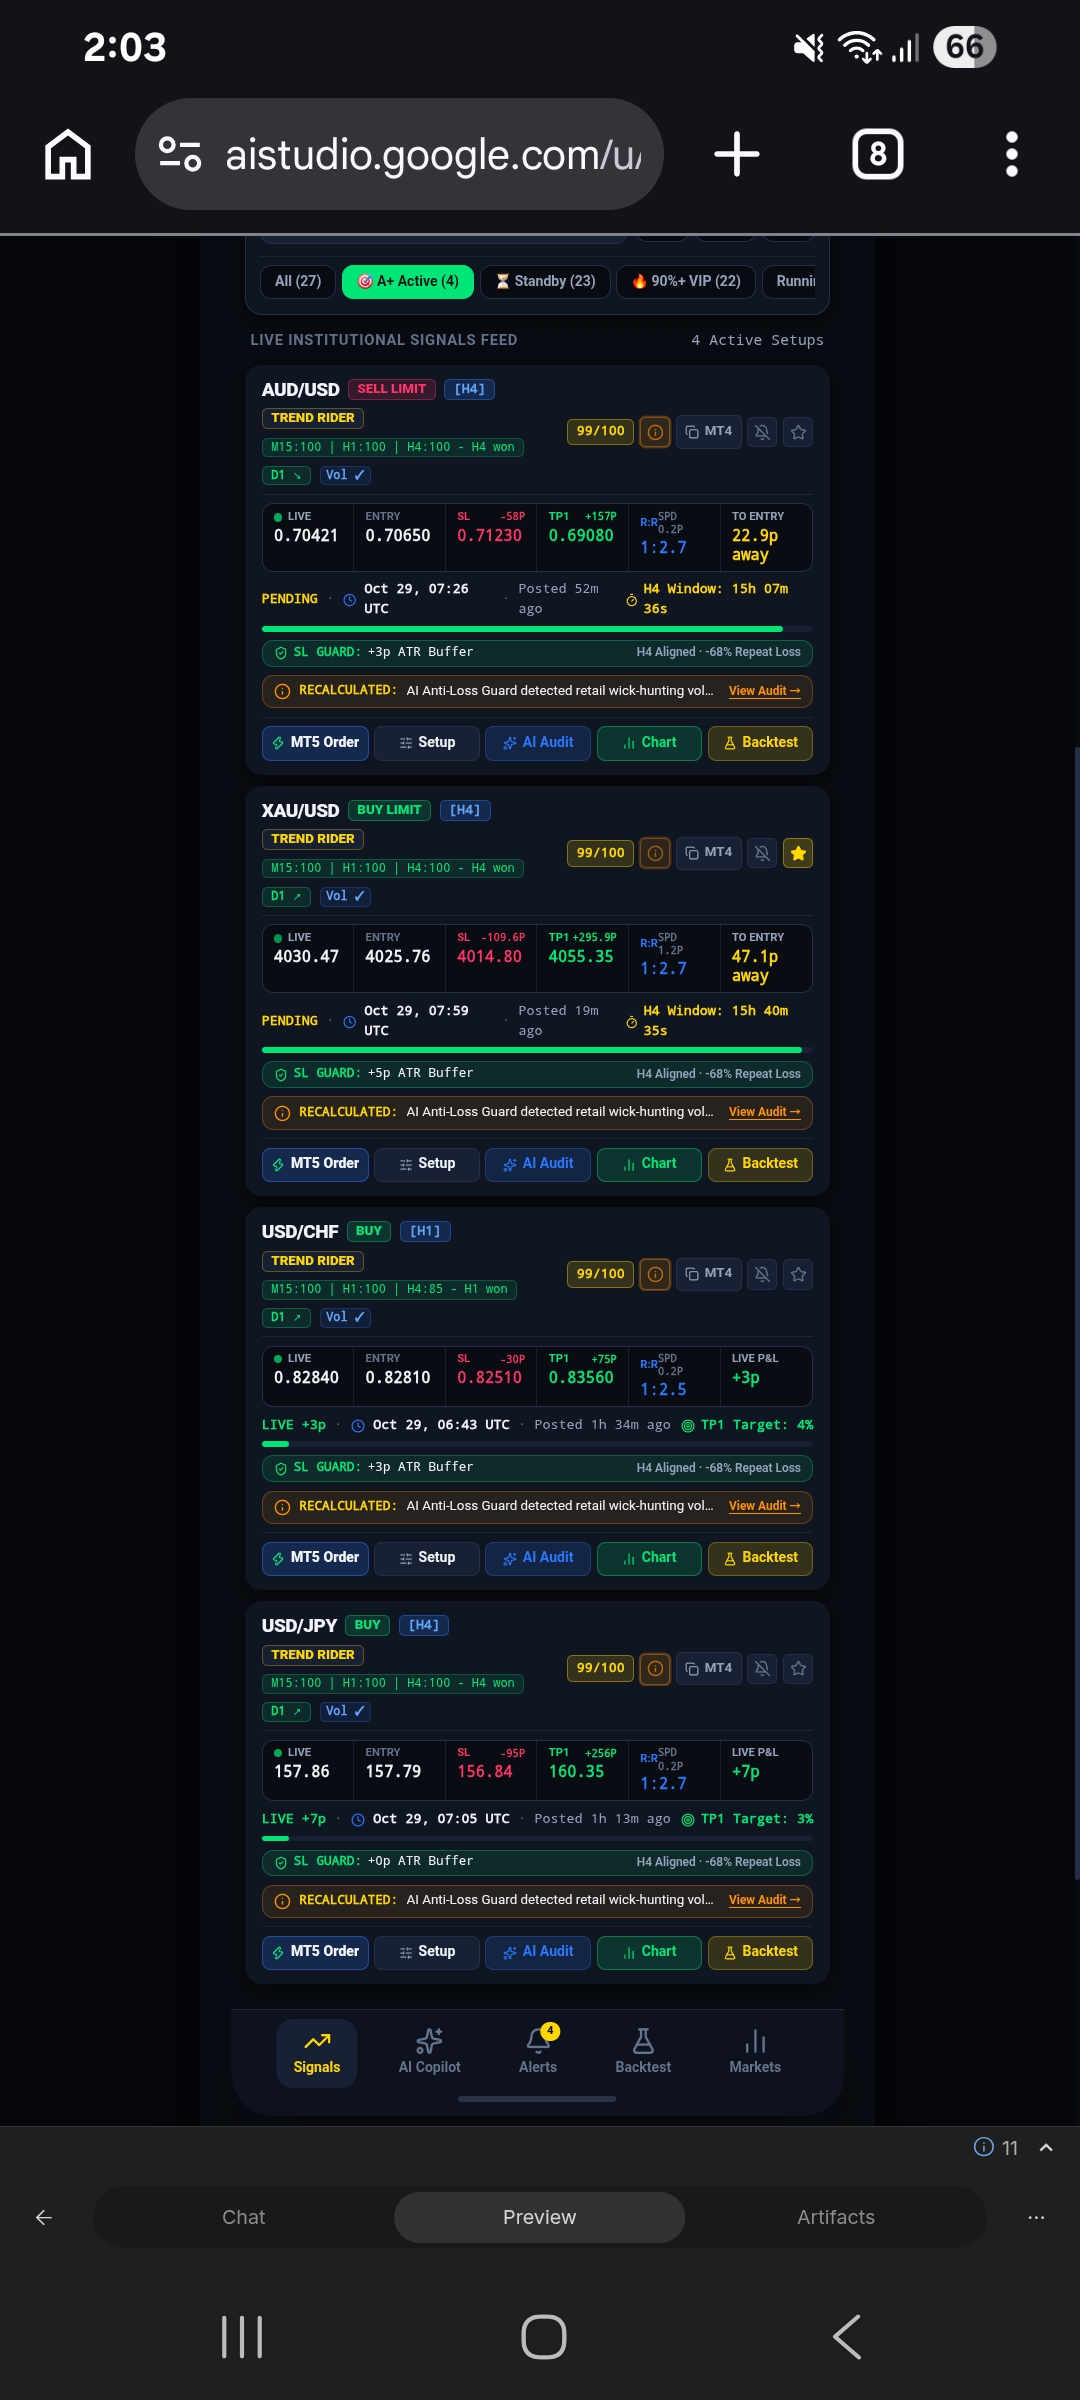 2:03
66
aistudio.google.com/u/
8
All (27)
🎯 A+ Active (4)
⏳ Standby (23)
🔥 90%+ VIP (22)
Runnin
LIVE INSTITUTIONAL SIGNALS FEED
4 Active Setups
AUD/USD SELL LIMIT [H4]
TREND RIDER
M15:100 | H1:100 | H4:100 - H4 won
D1 ↘ Vol ✓
99/100
MT4
LIVE ENTRY SL -58P TP1 +157P R:R SPD 0.2P TO ENTRY
0.70421 0.70650 0.71230 0.69080 1:2.7 22.9p away
PENDING · Oct 29, 07:26 UTC · Posted 52m ago H4 Window: 15h 07m 36s
SL GUARD: +3p ATR Buffer H4 Aligned · -68% Repeat Loss
RECALCULATED: AI Anti-Loss Guard detected retail wick-hunting vol... View Audit →
MT5 Order Setup AI Audit Chart Backtest
XAU/USD BUY LIMIT [H4]
TREND RIDER
M15:100 | H1:100 | H4:100 - H4 won
D1 ↗ Vol ✓
99/100
MT4
LIVE ENTRY SL -109.6P TP1 +295.9P R:R SPD 1.2P TO ENTRY
4030.47 4025.76 4014.80 4055.35 1:2.7 47.1p away
PENDING · Oct 29, 07:59 UTC · Posted 19m ago H4 Window: 15h 40m 35s
SL GUARD: +5p ATR Buffer H4 Aligned · -68% Repeat Loss
RECALCULATED: AI Anti-Loss Guard detected retail wick-hunting vol... View Audit →
MT5 Order Setup AI Audit Chart Backtest
USD/CHF BUY [H1]
TREND RIDER
M15:100 | H1:100 | H4:85 - H1 won
D1 ↗ Vol ✓
99/100
MT4
LIVE ENTRY SL -30P TP1 +75P R:R SPD 0.2P LIVE P&L
0.82840 0.82810 0.82510 0.83560 1:2.5 +3p
LIVE +3p · Oct 29, 06:43 UTC · Posted 1h 34m ago TP1 Target: 4%
SL GUARD: +3p ATR Buffer H4 Aligned · -68% Repeat Loss
RECALCULATED: AI Anti-Loss Guard detected retail wick-hunting vol... View Audit →
MT5 Order Setup AI Audit Chart Backtest
USD/JPY BUY [H4]
TREND RIDER
M15:100 | H1:100 | H4:100 - H4 won
D1 ↗ Vol ✓
99/100
MT4
LIVE ENTRY SL -95P TP1 +256P R:R SPD 0.2P LIVE P&L
157.86 157.79 156.84 160.35 1:2.7 +7p
LIVE +7p · Oct 29, 07:05 UTC · Posted 1h 13m ago TP1 Target: 3%
SL GUARD: +0p ATR Buffer H4 Aligned · -68% Repeat Loss
RECALCULATED: AI Anti-Loss Guard detected retail wick-hunting vol... View Audit →
MT5 Order Setup AI Audit Chart Backtest
4
Signals AI Copilot Alerts Backtest Markets
11
Chat Preview Artifacts